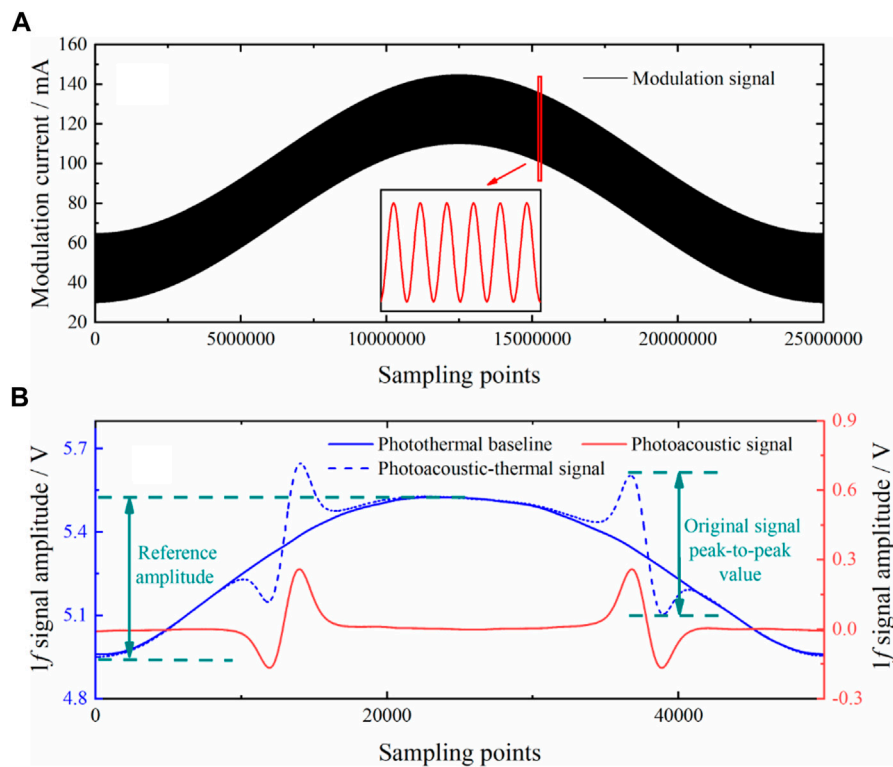 A
160
140
120
100
80
60
40
20
Modulation current / mA
Modulation signal
0
5000000
10000000
15000000
20000000
25000000
Sampling points
B
5.7
5.4
5.1
4.8
1f signal amplitude / V
Photothermal baseline
Photoacoustic signal
Photoacoustic-thermal signal
Reference
amplitude
Original signal
peak-to-peak
value
0.9
0.6
0.3
0.0
-0.3
1f signal amplitude / V
0
20000
40000
Sampling points